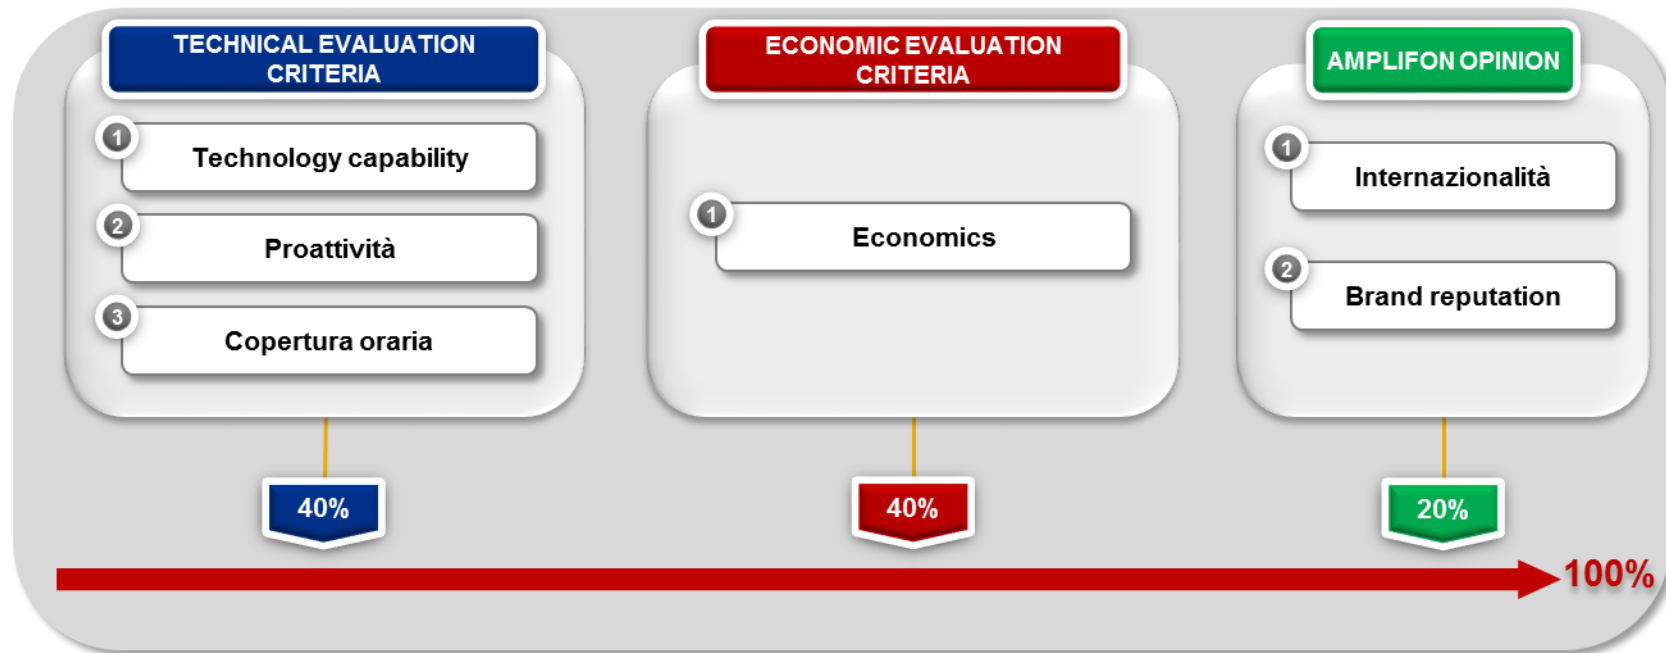 TECHNICAL EVALUATION
CRITERIA
1
Technology capability
2
Proattività
3
Copertura oraria
40%
ECONOMIC EVALUATION
CRITERIA
1
Economics
40%
AMPLIFON OPINION
1
Internazionalità
2
Brand reputation
20%
100%